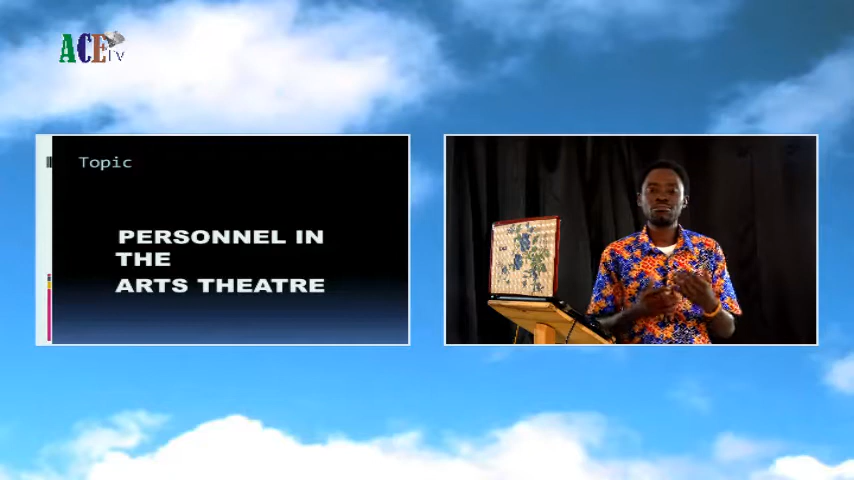 ACE TV
Topic
PERSONNEL IN
THE
ARTS THEATRE